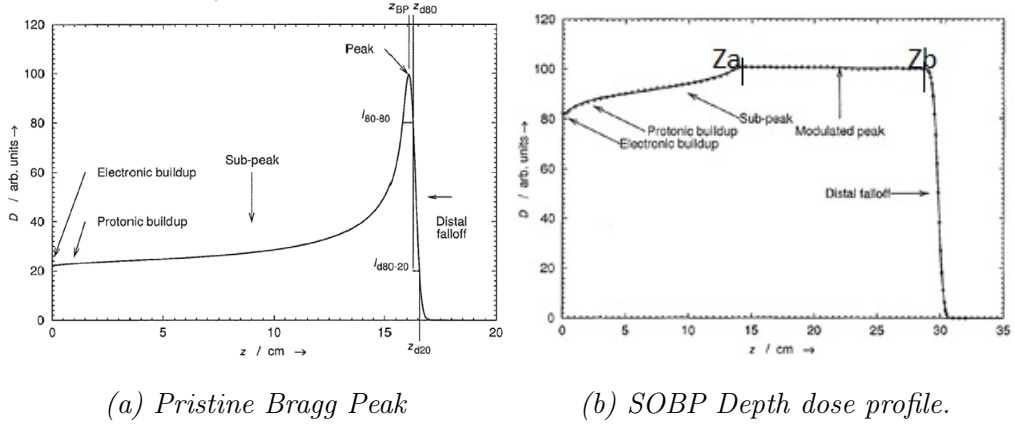 z_BP z_d80
120
100
80
60
40
20
0
D / arb. units →
Peak
l_80-80
Sub-peak
Electronic buildup
Protonic buildup
Distal
falloff
l_d80-20
0 5 10 15 20
z / cm →
z_d20
(a) Pristine Bragg Peak
120
100
80
60
40
20
0
D / arb. units →
Za
Zb
Sub-peak
Protonic buildup
Modulated peak
Electronic buildup
Distal falloff
0 5 10 15 20 25 30 35
z / cm →
(b) SOBP Depth dose profile.